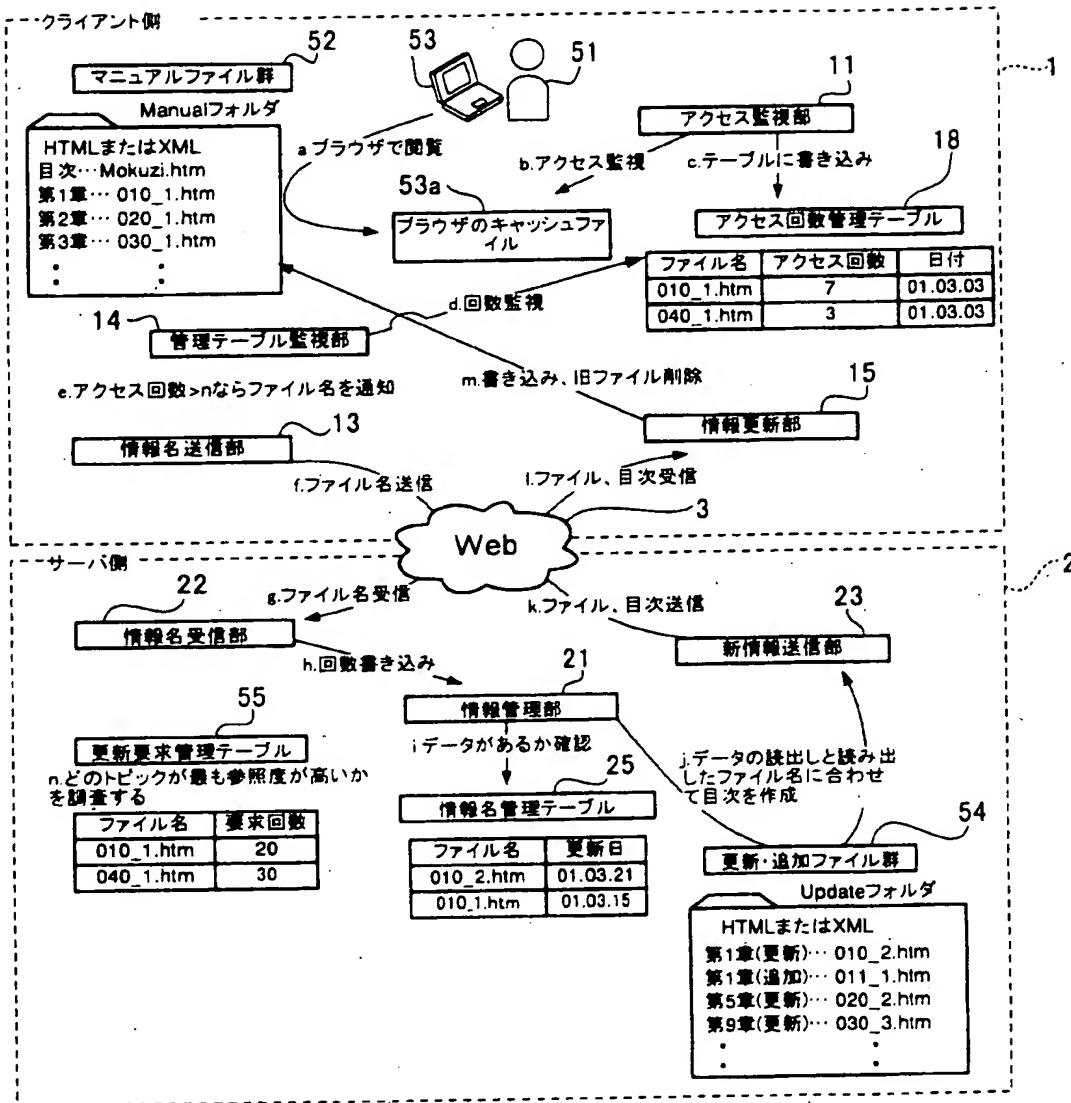 クライアント側
52
53
51
11
1
マニュアルファイル群
Manualフォルダ
HTMLまたはXML
目次…Mokuzi.htm
第1章… 010_1.htm
第2章… 020_1.htm
第3章… 030_1.htm
a ブラウザで閲覧
アクセス監視部
b.アクセス監視
c.テーブルに書き込み
18
53a
ブラウザのキャッシュファ
イル
アクセス回数管理テーブル
ファイル名 アクセス回数 日付
010_1.htm 7 01.03.03
040_1.htm 3 01.03.03
d.回数監視
14
管理テーブル監視部
e.アクセス回数>nならファイル名を通知
m.書き込み、旧ファイル削除
15
情報更新部
13
情報名送信部
f.ファイル名送信
l.ファイル、目次受信
3
Web
サーバ側
2
g.ファイル名受信
k.ファイル、目次送信
22
情報名受信部
23
新情報送信部
h.回数書き込み
21
情報管理部
55
更新要求管理テーブル
n.どのトピックが最も参照度が高いか
を調査する
ファイル名 要求回数
010_1.htm 20
040_1.htm 30
i データがあるか確認
25
情報名管理テーブル
ファイル名 更新日
010_2.htm 01.03.21
010_1.htm 01.03.15
j.データの読出しと読み出
したファイル名に合わせ
て目次を作成
54
更新・追加ファイル群
Updateフォルダ
HTMLまたはXML
第1章(更新)… 010_2.htm
第1章(追加)… 011_1.htm
第5章(更新)… 020_2.htm
第9章(更新)… 030_3.htm